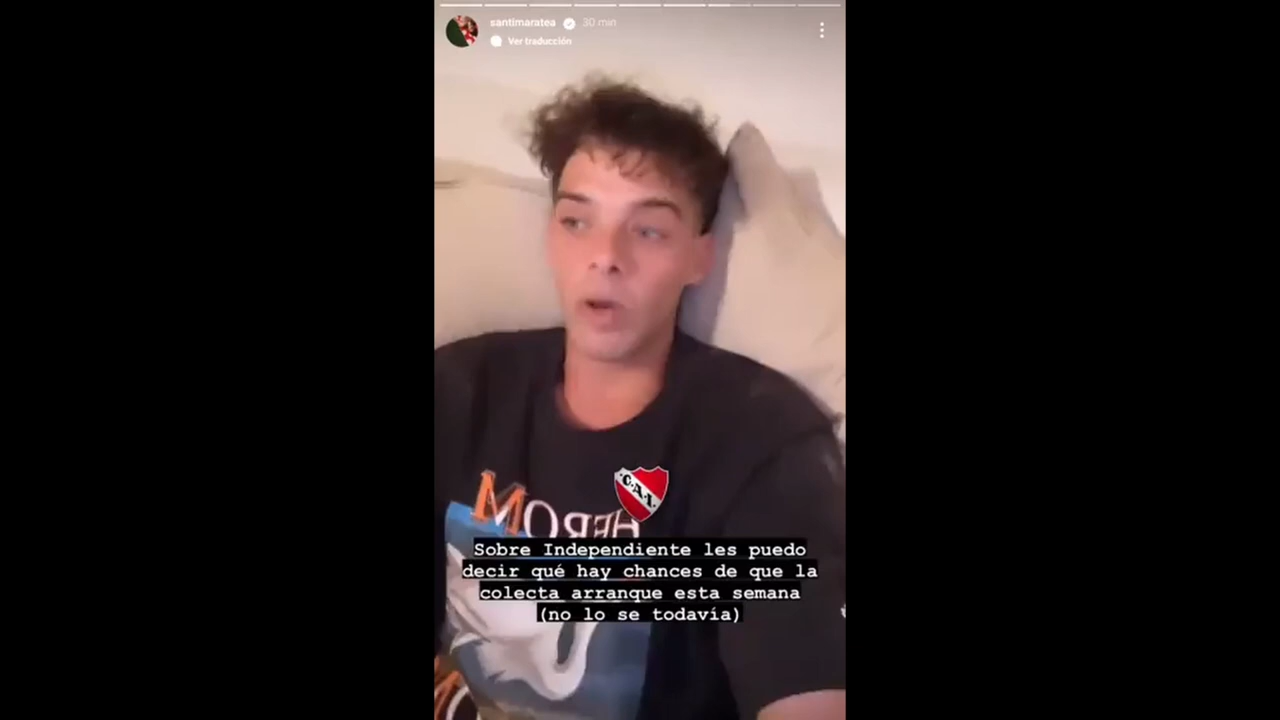 santimaratea 30 min
Ver traducción
C.A.I.
Sobre Independiente les puedo
decir qué hay chances de que la
colecta arranque esta semana
(no lo se todavía)